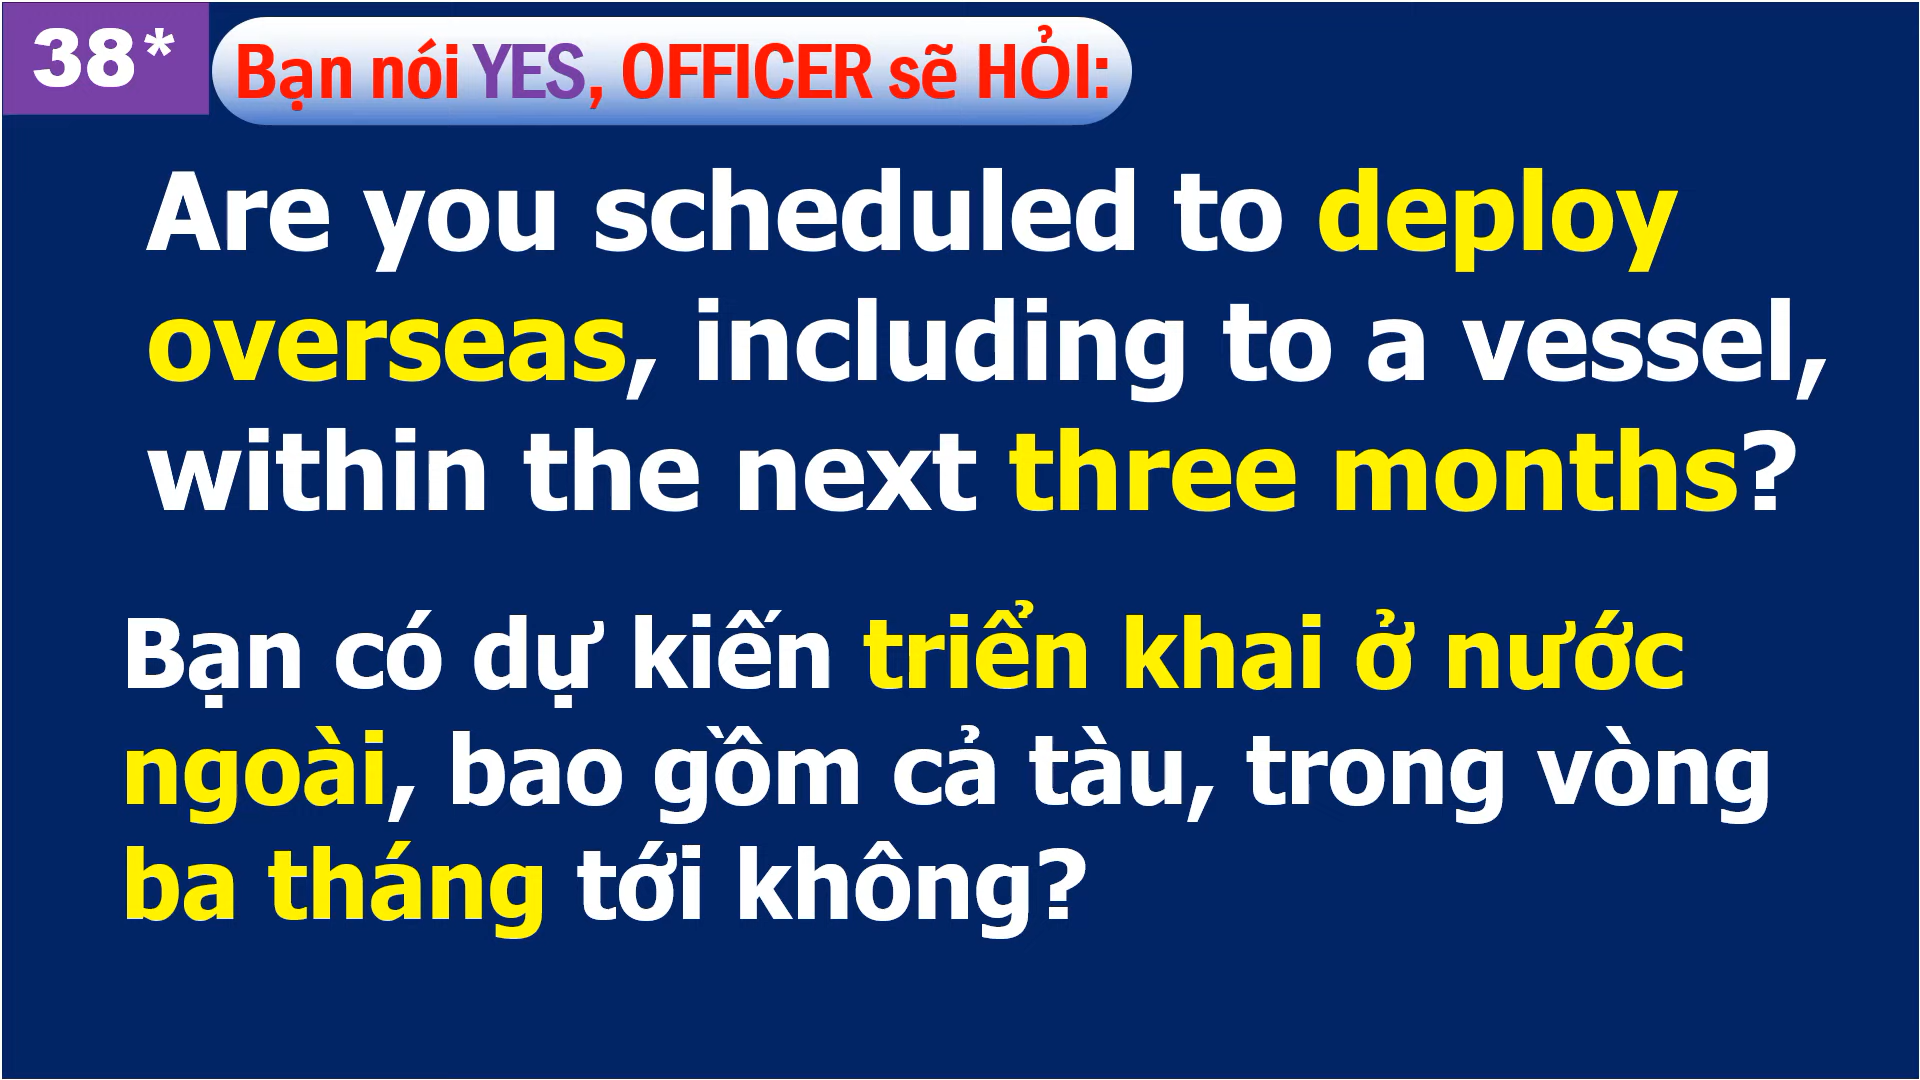 38*
Bạn nói YES, OFFICER sẽ HỎI:
Are you scheduled to deploy
overseas, including to a vessel,
within the next three months?
Bạn có dự kiến triển khai ở nước
ngoài, bao gồm cả tàu, trong vòng
ba tháng tới không?